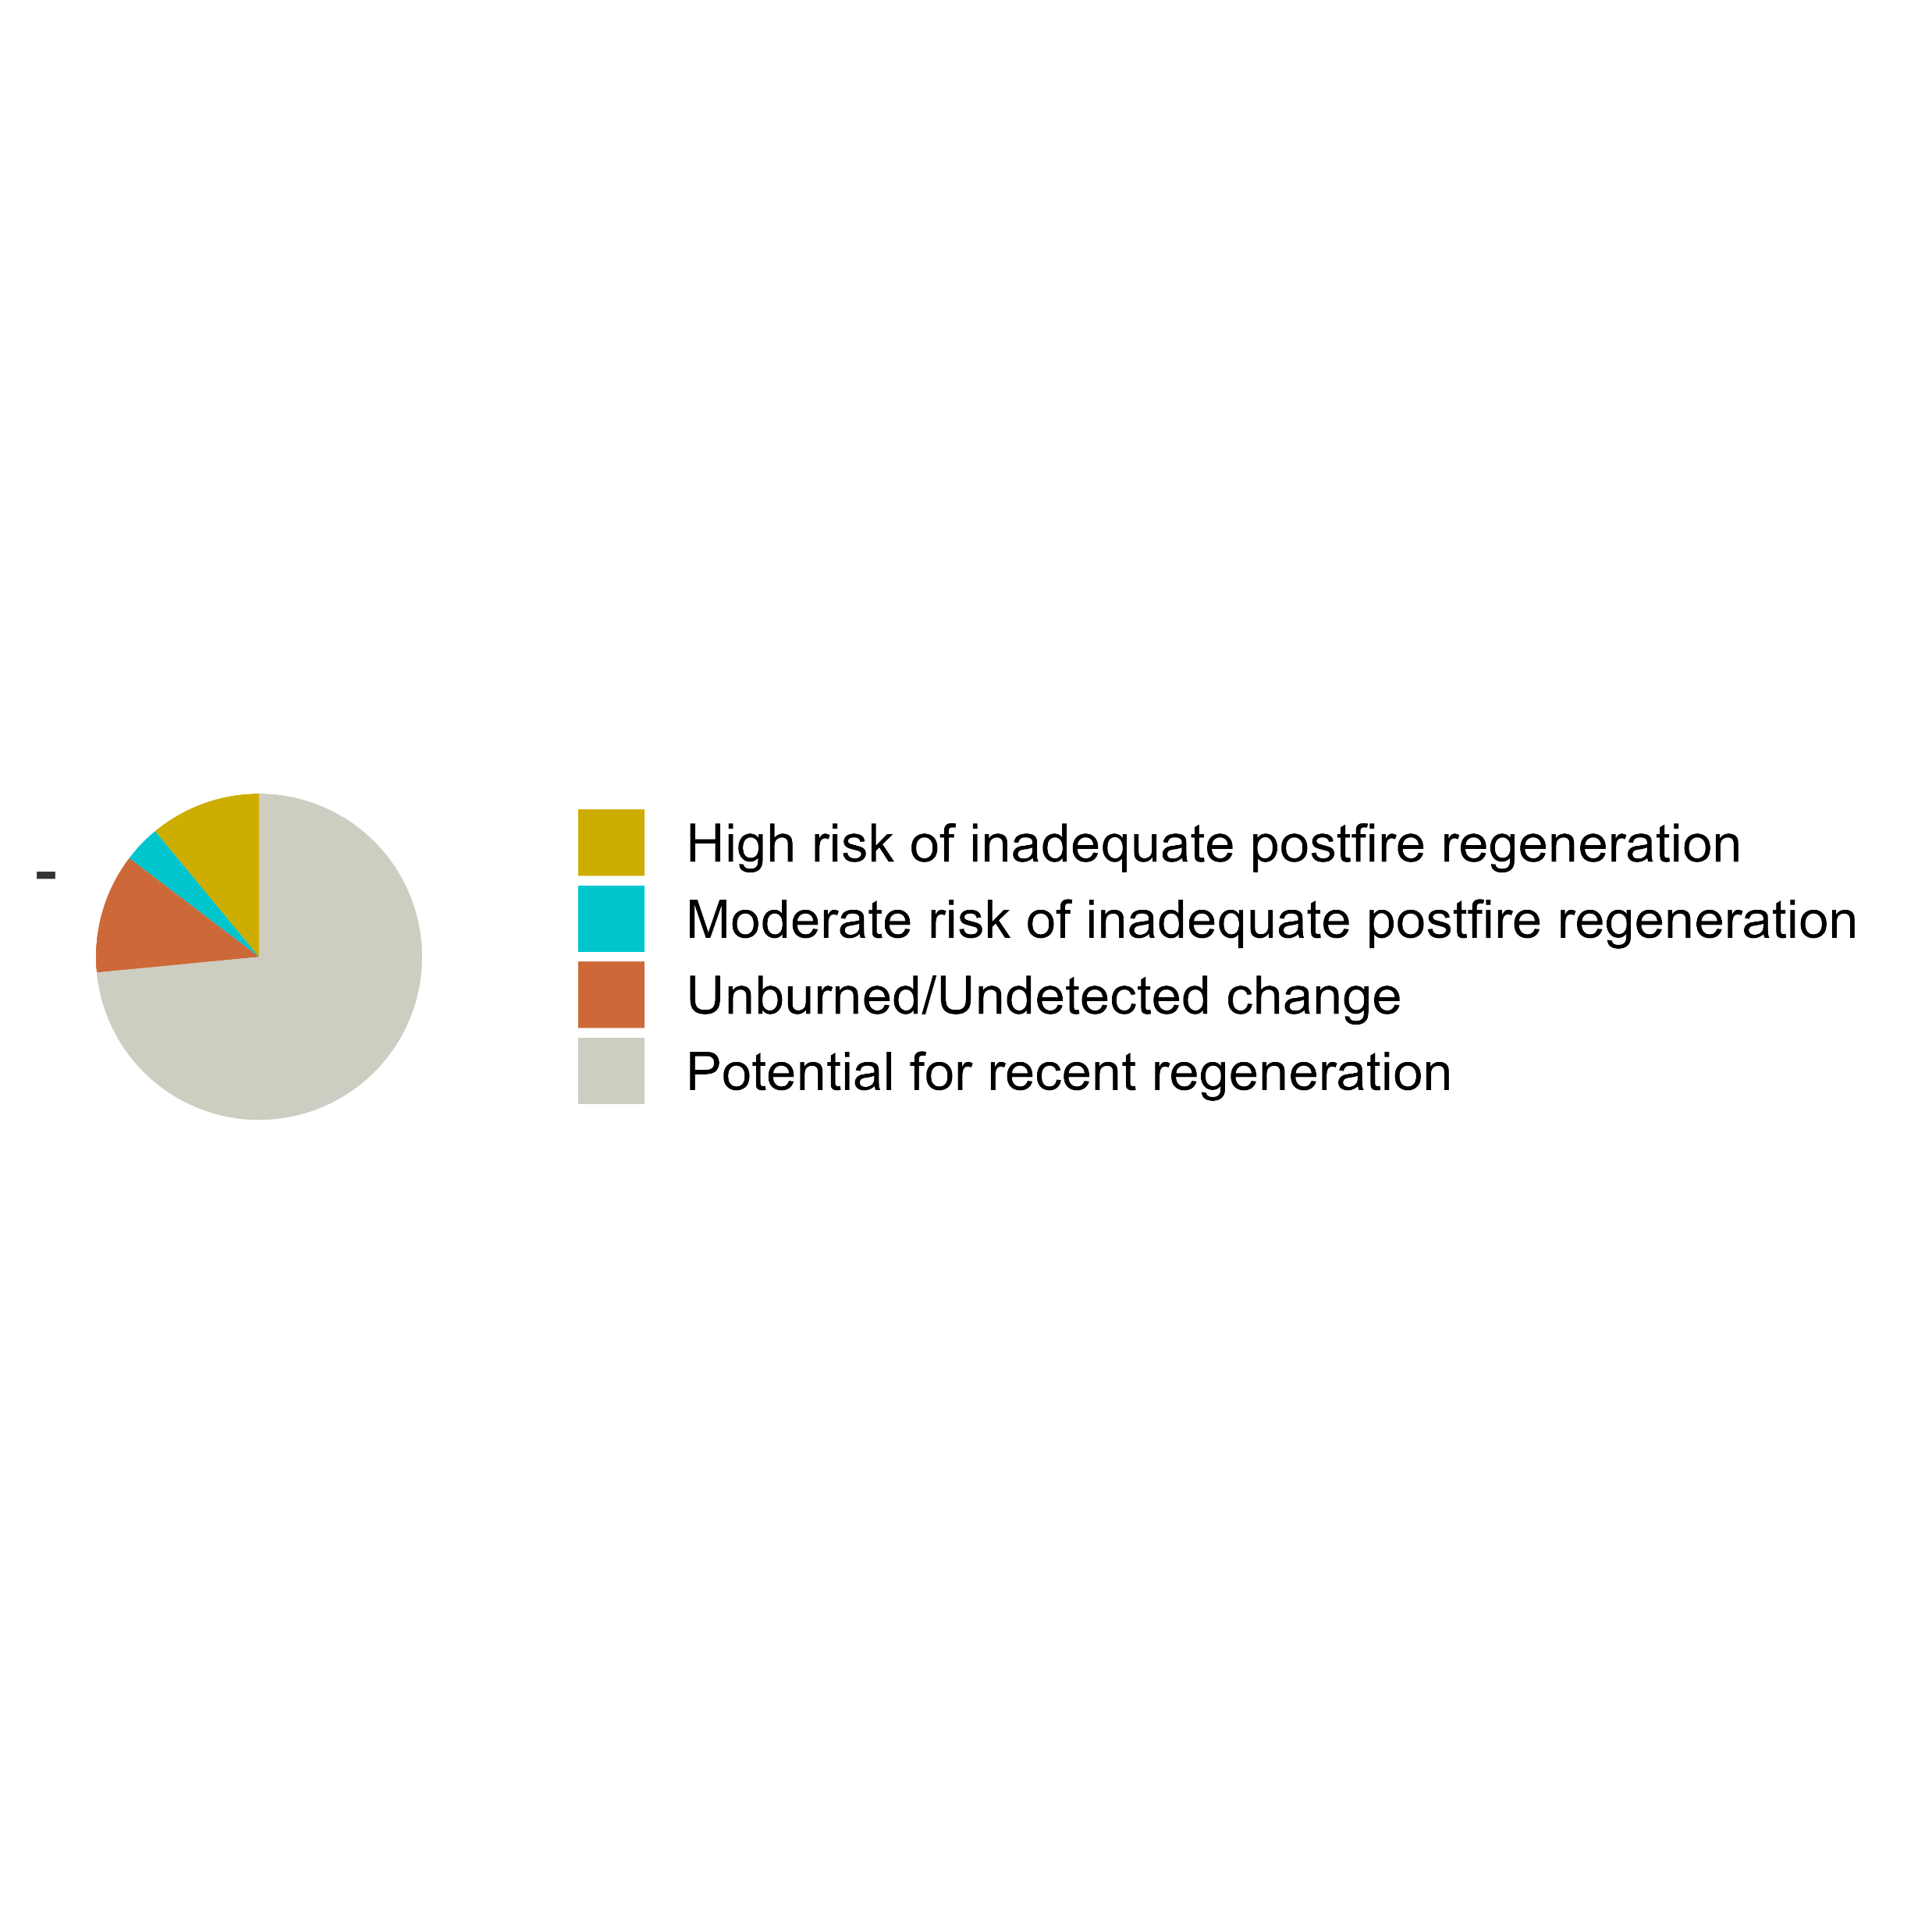 -
High risk of inadequate postfire regeneration
Moderate risk of inadequate postfire regeneration
Unburned/Undetected change
Potential for recent regeneration